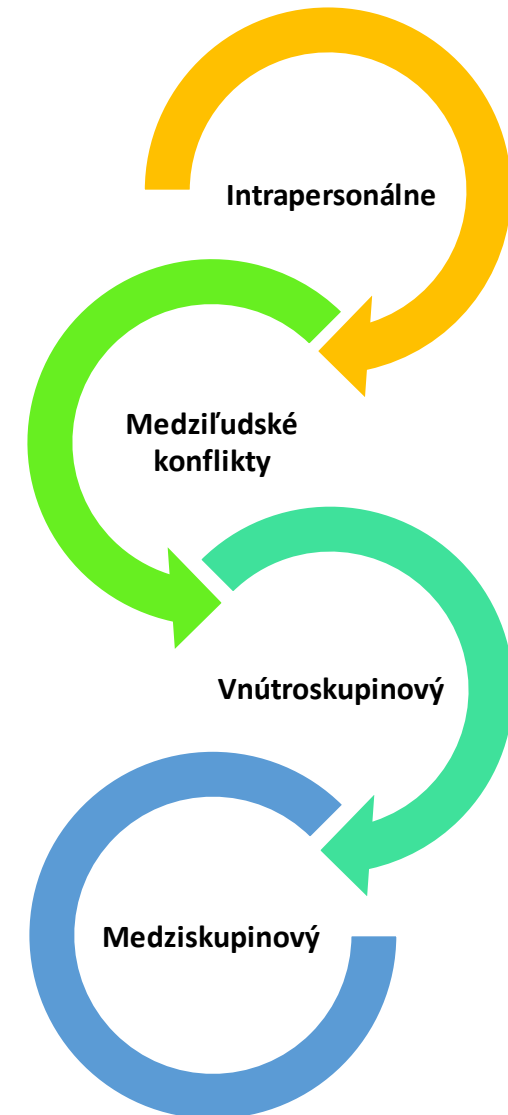 Intrapersonálne
Medziľudské
konflikty
Vnútroskupinový
Medziskupinový